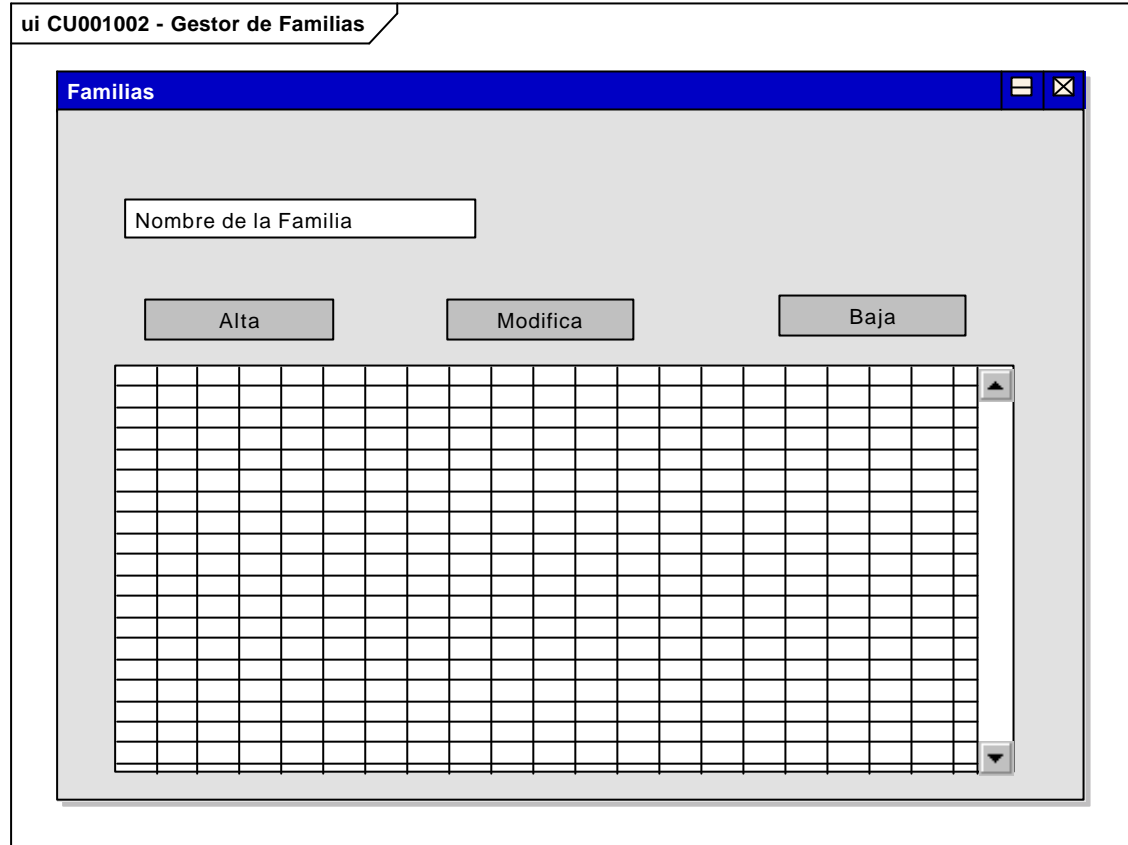 ui CU001002 - Gestor de Familias
Familias
Nombre de la Familia
Alta
Modifica
Baja